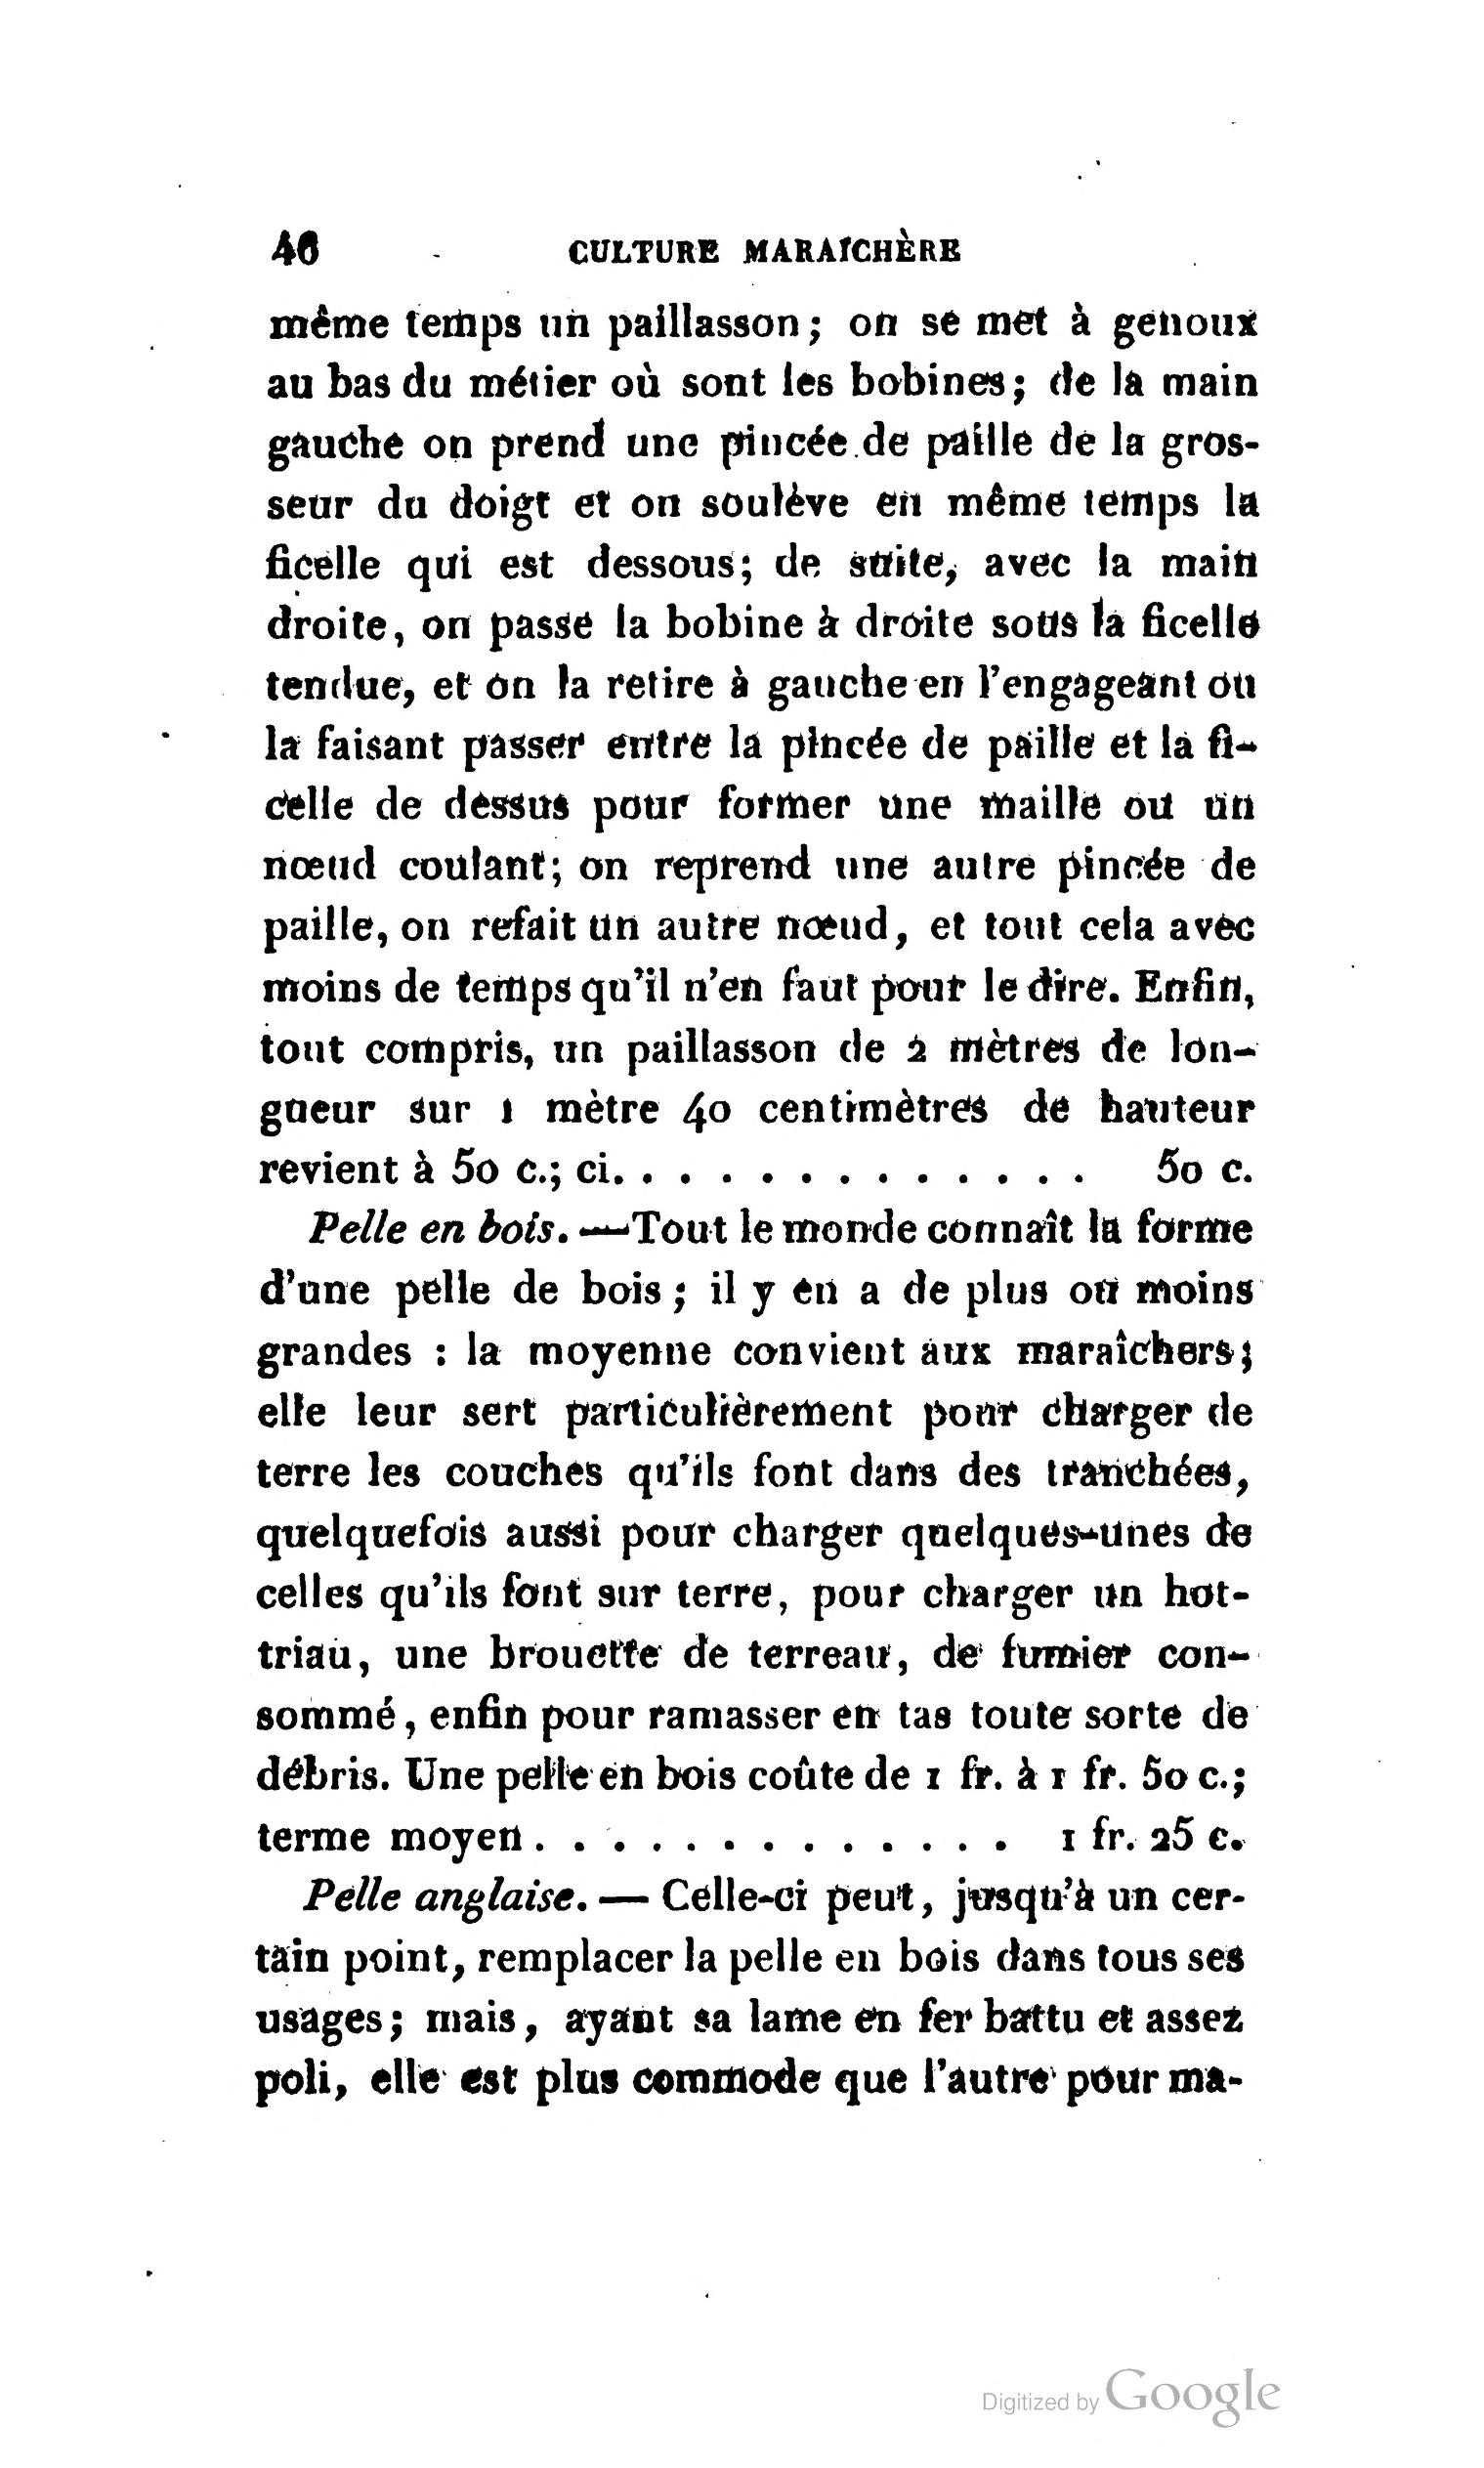 46 CULTURE MARAÎCHÈRE
même temps un paillasson; on se met à genoux
au bas du métier où sont les bobines; de la main
gauche on prend une pincée de paille de la gros-
seur du doigt et on soulève en même temps la
ficelle qui est dessous; de suite, avec la main
droite, on passe la bobine à droite sous la ficelle
tendue, et on la retire à gauche en l'engageant ou
la faisant passer entre la pincée de paille et la fi-
celle de dessus pour former une maille ou un
nœud coulant; on reprend une autre pincée de
paille, on refait un autre nœud, et tout cela avec
moins de temps qu'il n'en faut pour le dire. Enfin,
tout compris, un paillasson de 2 mètres de lon-
gueur sur 1 mètre 40 centimètres de hauteur
revient à 50 c.; ci. . . . . . . . . . . . . 50 c.
Pelle en bois. — Tout le monde connaît la forme
d'une pelle de bois; il y en a de plus ou moins
grandes : la moyenne convient aux maraîchers;
elle leur sert particulièrement pour charger de
terre les couches qu'ils font dans des tranchées,
quelquefois aussi pour charger quelques-unes de
celles qu'ils font sur terre, pour charger un hot-
triau, une brouette de terreau, de fumier con-
sommé, enfin pour ramasser en tas toute sorte de
débris. Une pelle en bois coûte de 1 fr. à 1 fr. 50 c.;
terme moyen. . . . . . . . . . . . . 1 fr. 25 c.
Pelle anglaise. — Celle-ci peut, jusqu'à un cer-
tain point, remplacer la pelle en bois dans tous ses
usages; mais, ayant sa lame en fer battu et assez
poli, elle est plus commode que l'autre pour ma-
Digitized by Google